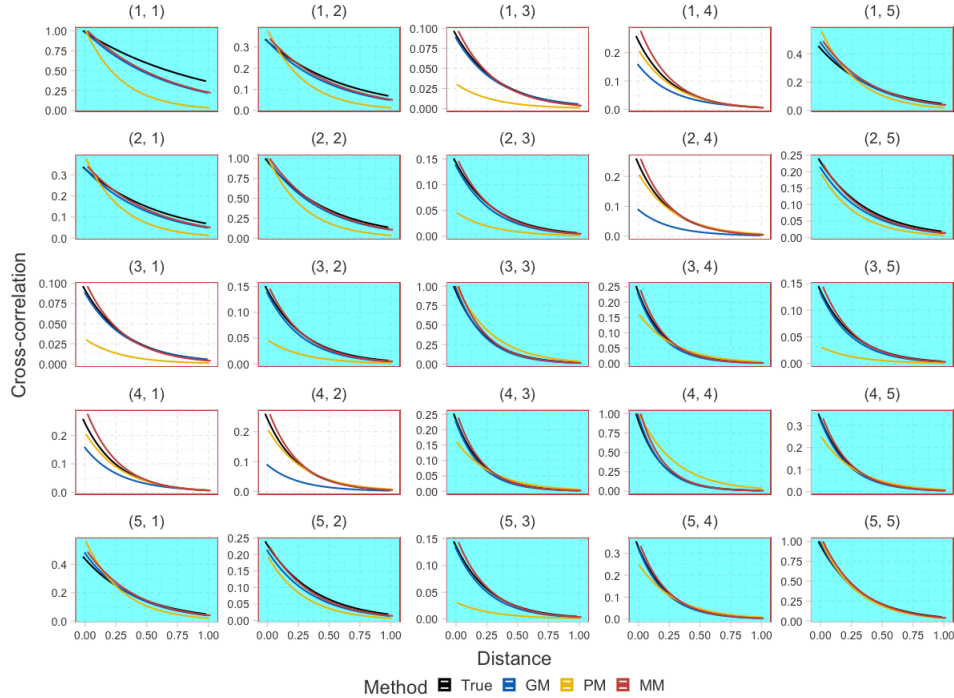 (1, 1) (1, 2) (1, 3) (1, 4) (1, 5)
1.00 0.75 0.50 0.25 0.00
0.3 0.2 0.1 0.0
0.100 0.075 0.050 0.025 0.000
0.2 0.1 0.0
0.4 0.2 0.0
(2, 1) (2, 2) (2, 3) (2, 4) (2, 5)
0.3 0.2 0.1 0.0
1.00 0.75 0.50 0.25 0.00
0.15 0.10 0.05 0.00
0.2 0.1 0.0
0.25 0.20 0.15 0.10 0.05 0.00
Cross-correlation
(3, 1) (3, 2) (3, 3) (3, 4) (3, 5)
0.100 0.075 0.050 0.025 0.000
0.15 0.10 0.05 0.00
1.00 0.75 0.50 0.25 0.00
0.25 0.20 0.15 0.10 0.05 0.00
0.15 0.10 0.05 0.00
(4, 1) (4, 2) (4, 3) (4, 4) (4, 5)
0.2 0.1 0.0
0.2 0.1 0.0
0.25 0.20 0.15 0.10 0.05 0.00
1.00 0.75 0.50 0.25 0.00
0.3 0.2 0.1 0.0
(5, 1) (5, 2) (5, 3) (5, 4) (5, 5)
0.4 0.2 0.0
0.25 0.20 0.15 0.10 0.05 0.00
0.15 0.10 0.05 0.00
0.3 0.2 0.1 0.0
1.00 0.75 0.50 0.25 0.00
0.00 0.25 0.50 0.75 1.00 0.00 0.25 0.50 0.75 1.00 0.00 0.25 0.50 0.75 1.00 0.00 0.25 0.50 0.75 1.00 0.00 0.25 0.50 0.75 1.00
Distance
Method True GM PM MM